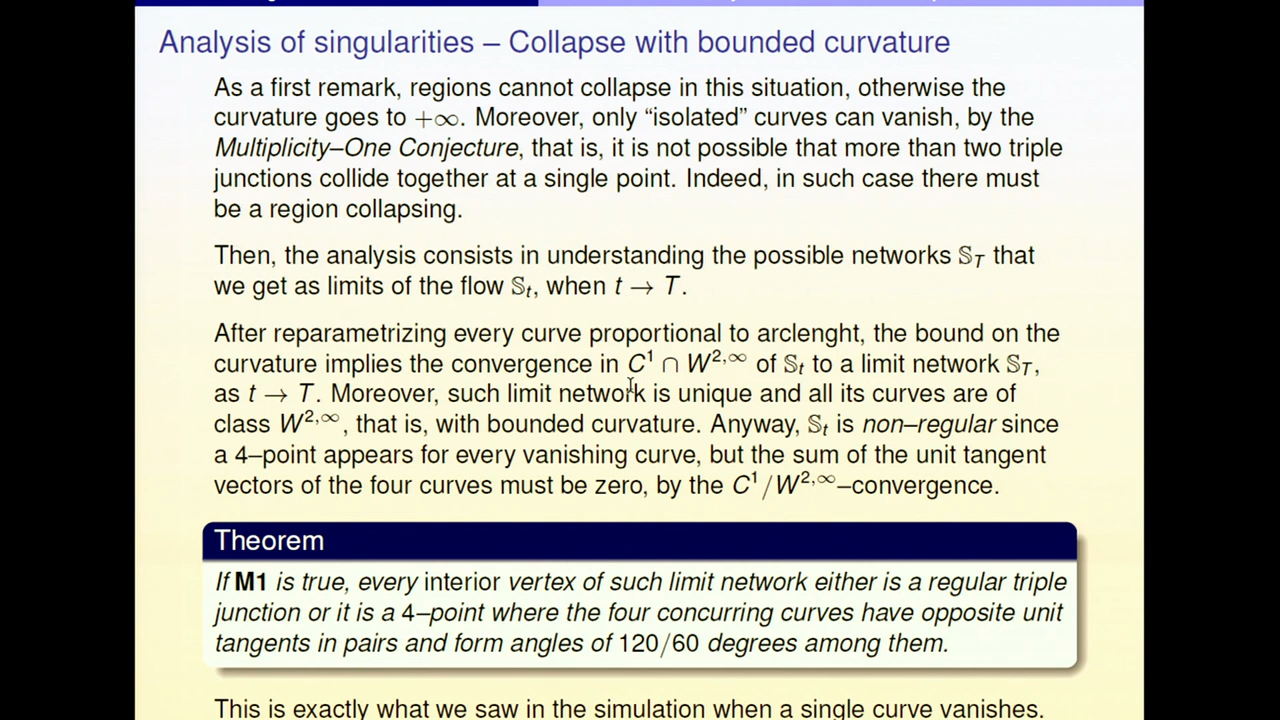 Analysis of singularities – Collapse with bounded curvature
As a first remark, regions cannot collapse in this situation, otherwise the
curvature goes to +∞. Moreover, only “isolated” curves can vanish, by the
Multiplicity–One Conjecture, that is, it is not possible that more than two triple
junctions collide together at a single point. Indeed, in such case there must
be a region collapsing.
Then, the analysis consists in understanding the possible networks 𝕊_T that
we get as limits of the flow 𝕊_t, when t → T.
After reparametrizing every curve proportional to arclenght, the bound on the
curvature implies the convergence in C¹ ∩ W^{2,∞} of 𝕊_t to a limit network 𝕊_T,
as t → T. Moreover, such limit network is unique and all its curves are of
class W^{2,∞}, that is, with bounded curvature. Anyway, 𝕊_t is non–regular since
a 4–point appears for every vanishing curve, but the sum of the unit tangent
vectors of the four curves must be zero, by the C¹/W^{2,∞}–convergence.
Theorem
If M1 is true, every interior vertex of such limit network either is a regular triple
junction or it is a 4–point where the four concurring curves have opposite unit
tangents in pairs and form angles of 120/60 degrees among them.
This is exactly what we saw in the simulation when a single curve vanishes.